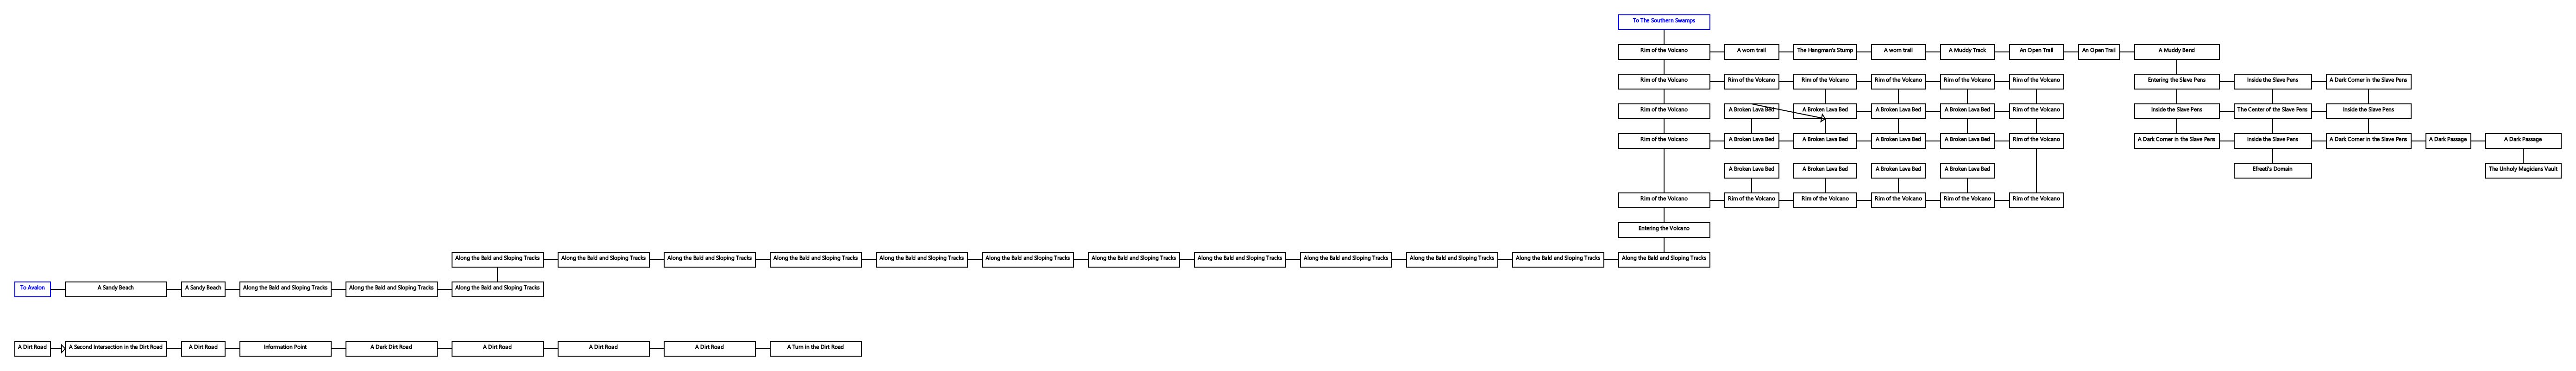 To The Southern Swamps
Rim of the Volcano A worn trail The Hangman's Stump A worn trail A Muddy Track An Open Trail An Open Trail A Muddy Bend
Rim of the Volcano Rim of the Volcano Rim of the Volcano Rim of the Volcano Rim of the Volcano Rim of the Volcano Entering the Slave Pens Inside the Slave Pens A Dark Corner in the Slave Pens
Rim of the Volcano A Broken Lava Bed A Broken Lava Bed A Broken Lava Bed A Broken Lava Bed Rim of the Volcano Inside the Slave Pens The Center of the Slave Pens Inside the Slave Pens
Rim of the Volcano A Broken Lava Bed A Broken Lava Bed A Broken Lava Bed A Broken Lava Bed Rim of the Volcano A Dark Corner in the Slave Pens Inside the Slave Pens A Dark Corner in the Slave Pens A Dark Passage A Dark Passage
A Broken Lava Bed A Broken Lava Bed A Broken Lava Bed A Broken Lava Bed Efreeti's Domain The Unholy Magicians Vault
Rim of the Volcano Rim of the Volcano Rim of the Volcano Rim of the Volcano Rim of the Volcano Rim of the Volcano
Entering the Volcano
Along the Bald and Sloping Tracks Along the Bald and Sloping Tracks Along the Bald and Sloping Tracks Along the Bald and Sloping Tracks Along the Bald and Sloping Tracks Along the Bald and Sloping Tracks Along the Bald and Sloping Tracks Along the Bald and Sloping Tracks Along the Bald and Sloping Tracks Along the Bald and Sloping Tracks Along the Bald and Sloping Tracks Along the Bald and Sloping Tracks
To Avalon A Sandy Beach A Sandy Beach Along the Bald and Sloping Tracks Along the Bald and Sloping Tracks Along the Bald and Sloping Tracks
A Dirt Road A Second Intersection in the Dirt Road A Dirt Road Information Point A Dark Dirt Road A Dirt Road A Dirt Road A Dirt Road A Turn in the Dirt Road